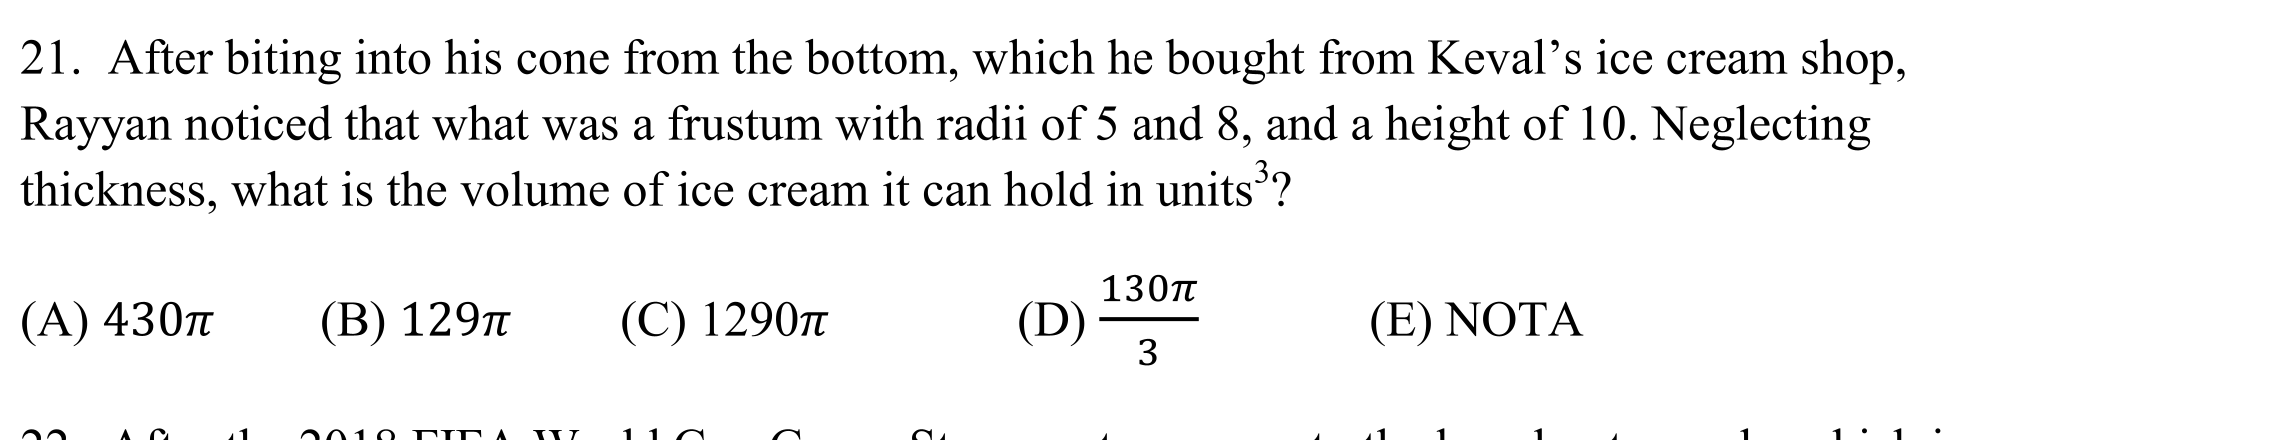 21. After biting into his cone from the bottom, which he bought from Keval’s ice cream shop,
Rayyan noticed that what was a frustum with radii of 5 and 8, and a height of 10. Neglecting
thickness, what is the volume of ice cream it can hold in units³?
(A) 430π (B) 129π (C) 1290π (D) 130π/3 (E) NOTA